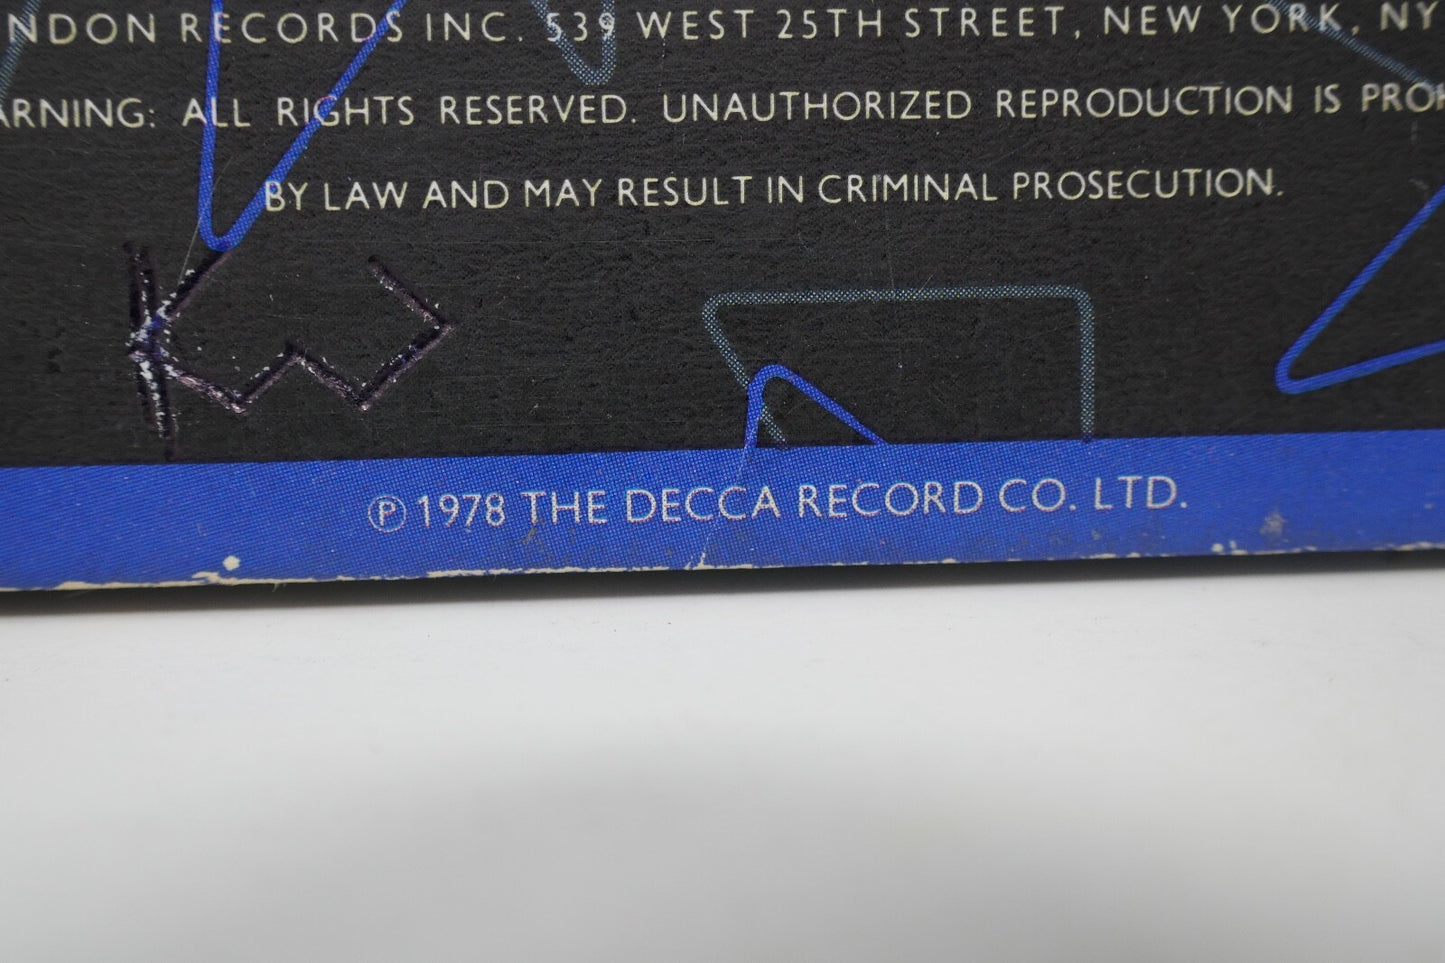 NDON RECORDS INC. 539 WEST 25TH STREET, NEW YORK, NY
ARNING: ALL RIGHTS RESERVED. UNAUTHORIZED REPRODUCTION IS PROH
BY LAW AND MAY RESULT IN CRIMINAL PROSECUTION.
KW
℗ 1978 THE DECCA RECORD CO. LTD.